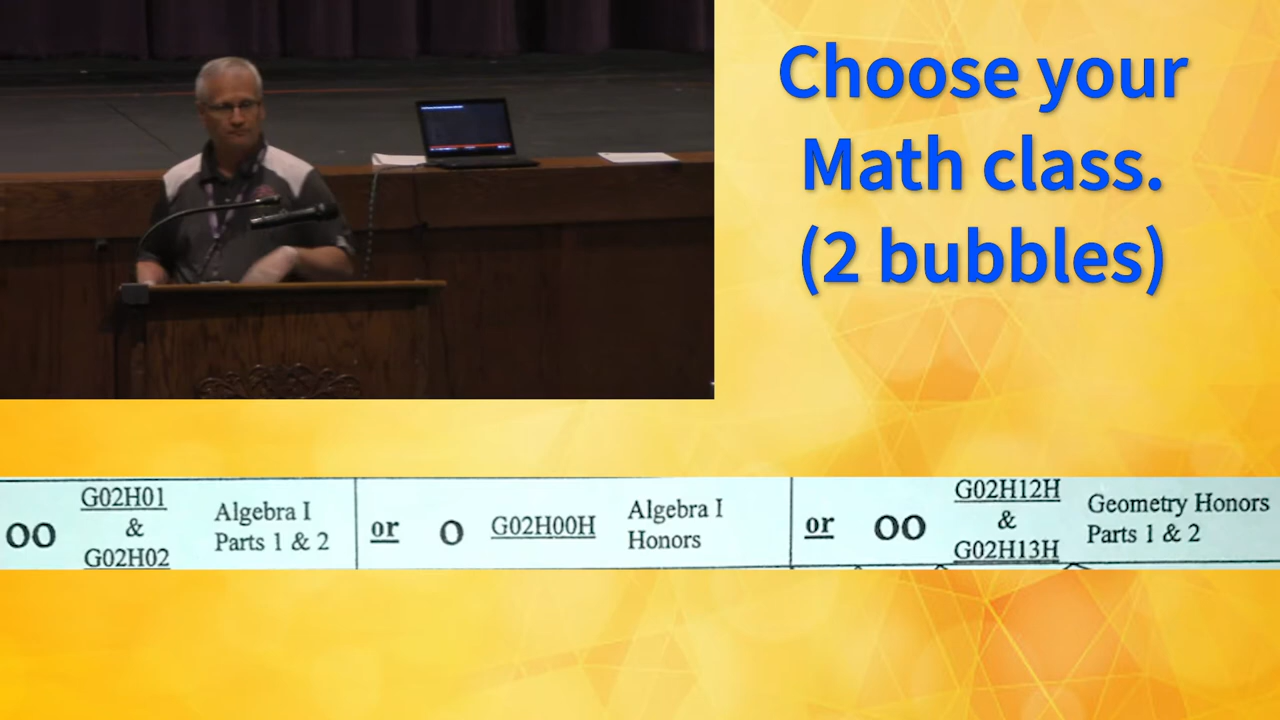 Choose your
Math class.
(2 bubbles)
OO G02H01 & G02H02 Algebra I Parts 1 & 2
or O G02H00H Algebra I Honors
or OO G02H12H & G02H13H Geometry Honors Parts 1 & 2